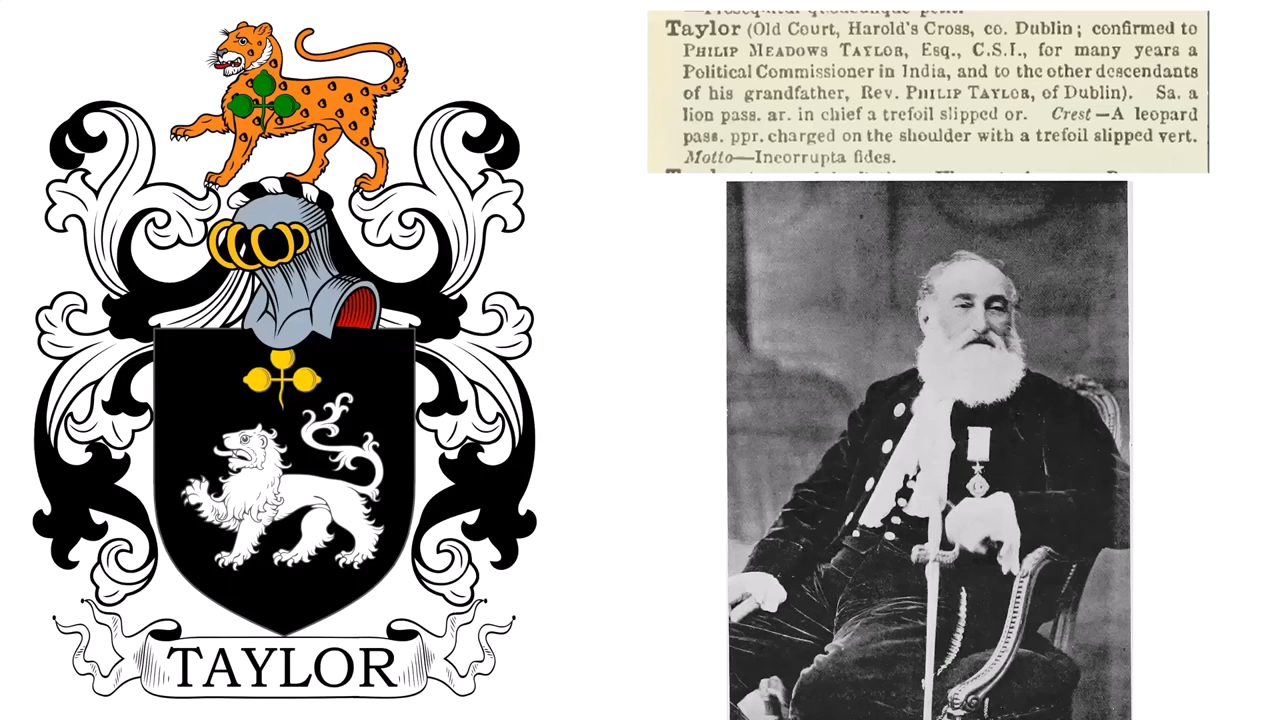 Taylor (Old Court, Harold's Cross, co. Dublin; confirmed to
PHILIP MEADOWS TAYLOR, Esq., C.S.I., for many years a
Political Commissioner in India, and to the other descendants
of his grandfather, Rev. PHILIP TAYLOR, of Dublin). Sa. a
lion pass. ar. in chief a trefoil slipped or. Crest—A leopard
pass. ppr. charged on the shoulder with a trefoil slipped vert.
Motto—Incorrupta fides.
TAYLOR